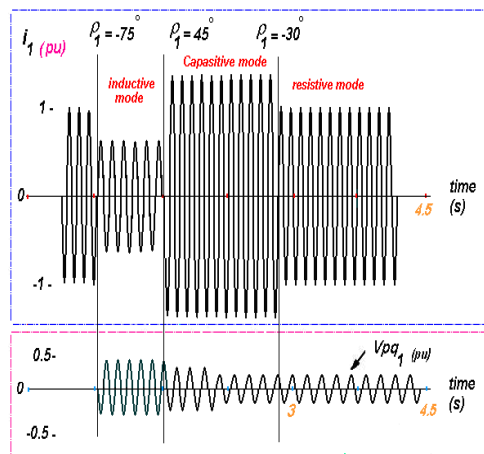 i1 (pu)
ρ1 = -75° ρ1 = 45° ρ1 = -30°
inductive mode
Capasitive mode
resistive mode
1 -
0
-1 -
time (s)
4.5
0.5-
0
-0.5-
Vpq1 (pu)
time (s)
3
4.5